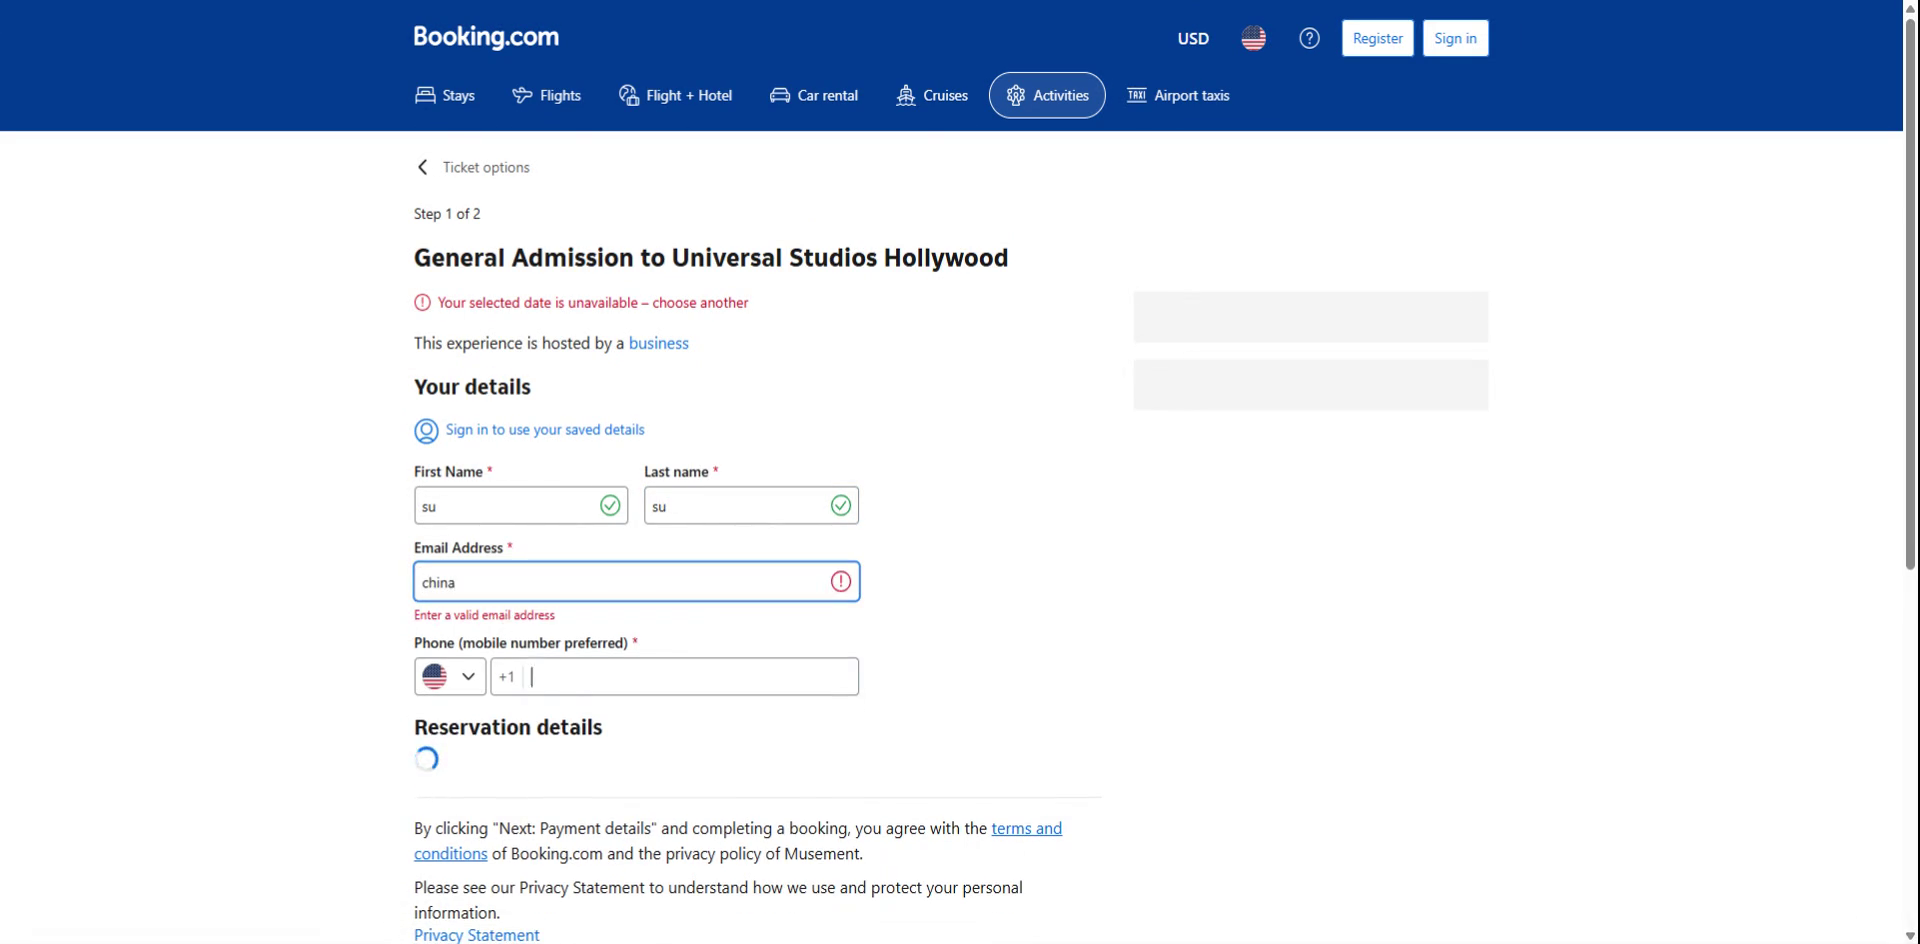 Booking.com
USD
Register
Sign in
Stays
Flights
Flight + Hotel
Car rental
Cruises
Activities
TAXI
Airport taxis
Ticket options
Step 1 of 2
General Admission to Universal Studios Hollywood
Your selected date is unavailable – choose another
This experience is hosted by a business
Your details
Sign in to use your saved details
First Name *
Last name *
su
su
Email Address *
china
Enter a valid email address
Phone (mobile number preferred) *
+1
Reservation details
By clicking "Next: Payment details" and completing a booking, you agree with the terms and
conditions of Booking.com and the privacy policy of Musement.
Please see our Privacy Statement to understand how we use and protect your personal
information.
Privacy Statement